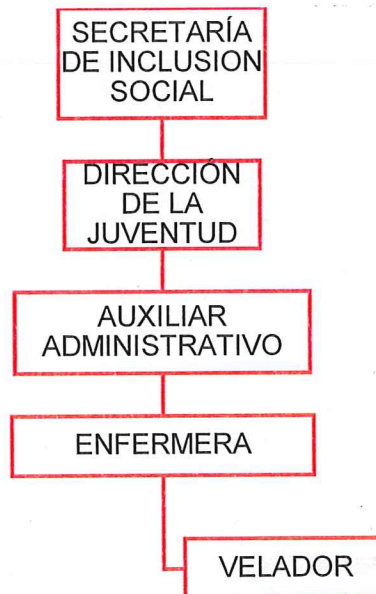 SECRETARÍA
DE INCLUSION
SOCIAL
DIRECCIÓN
DE LA
JUVENTUD
AUXILIAR
ADMINISTRATIVO
ENFERMERA
VELADOR